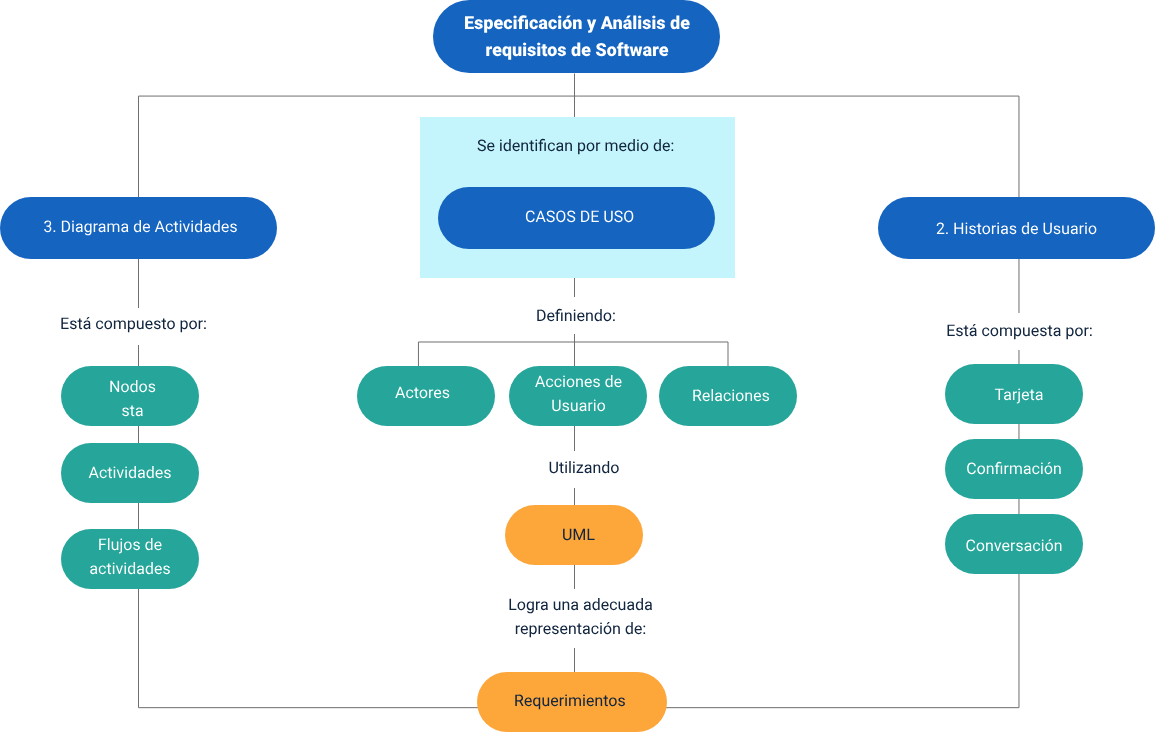 Especificación y Análisis de
requisitos de Software
Se identifican por medio de:
CASOS DE USO
3. Diagrama de Actividades
2. Historias de Usuario
Está compuesto por:
Definiendo:
Está compuesta por:
Nodos
sta
Actores
Acciones de
Usuario
Relaciones
Tarjeta
Actividades
Utilizando
Confirmación
Flujos de
actividades
UML
Conversación
Logra una adecuada
representación de:
Requerimientos